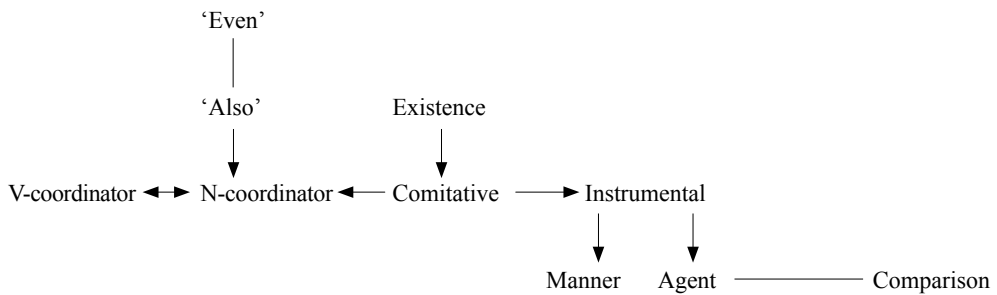 ‘Even’
‘Also’ Existence
V-coordinator N-coordinator Comitative Instrumental
Manner Agent Comparison